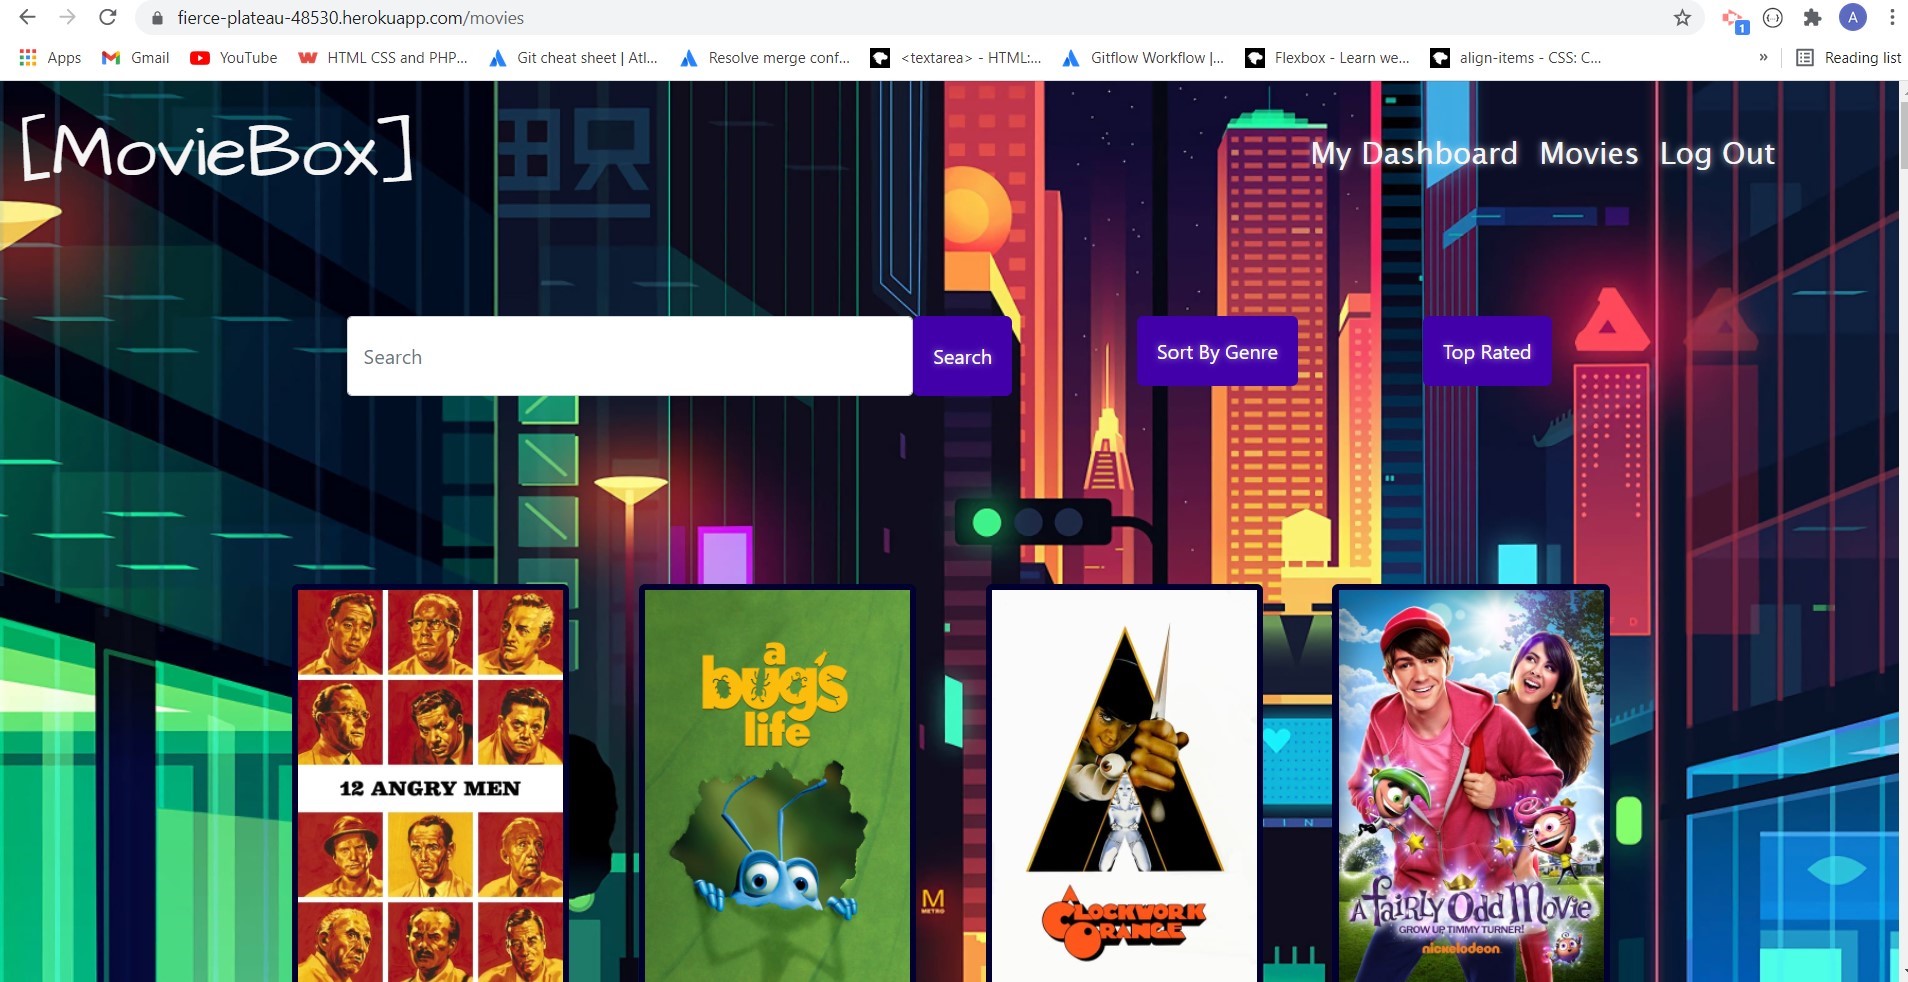 fierce-plateau-48530.herokuapp.com/movies
1
A
Apps
Gmail
YouTube
HTML CSS and PHP...
Git cheat sheet | Atl...
Resolve merge conf...
<textarea> - HTML:...
Gitflow Workflow |...
Flexbox - Learn we...
align-items - CSS: C...
»
Reading list
[MovieBox]
My Dashboard
Movies
Log Out
职
Search
Search
Sort By Genre
Top Rated
12 ANGRY MEN
a
bug's
life
M
METRO
A
CLOCKWORK
ORANGE
A FAIRLY ODD MOVIE
GROW UP, TIMMY TURNER!
nickelodeon